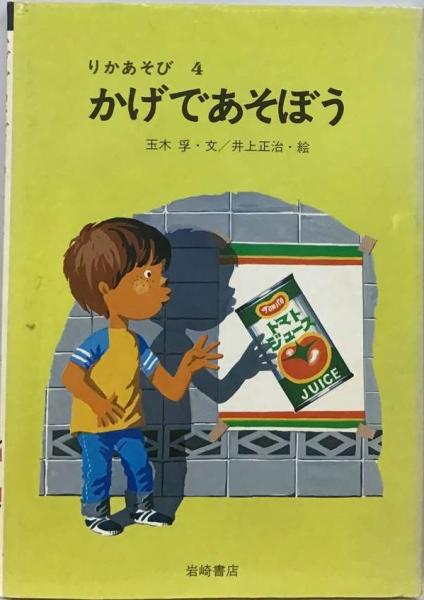 りかあそび 4
かげであそぼう
玉木 孚・文/井上正治・絵
トマト
ジュース
JUICE
岩崎書店